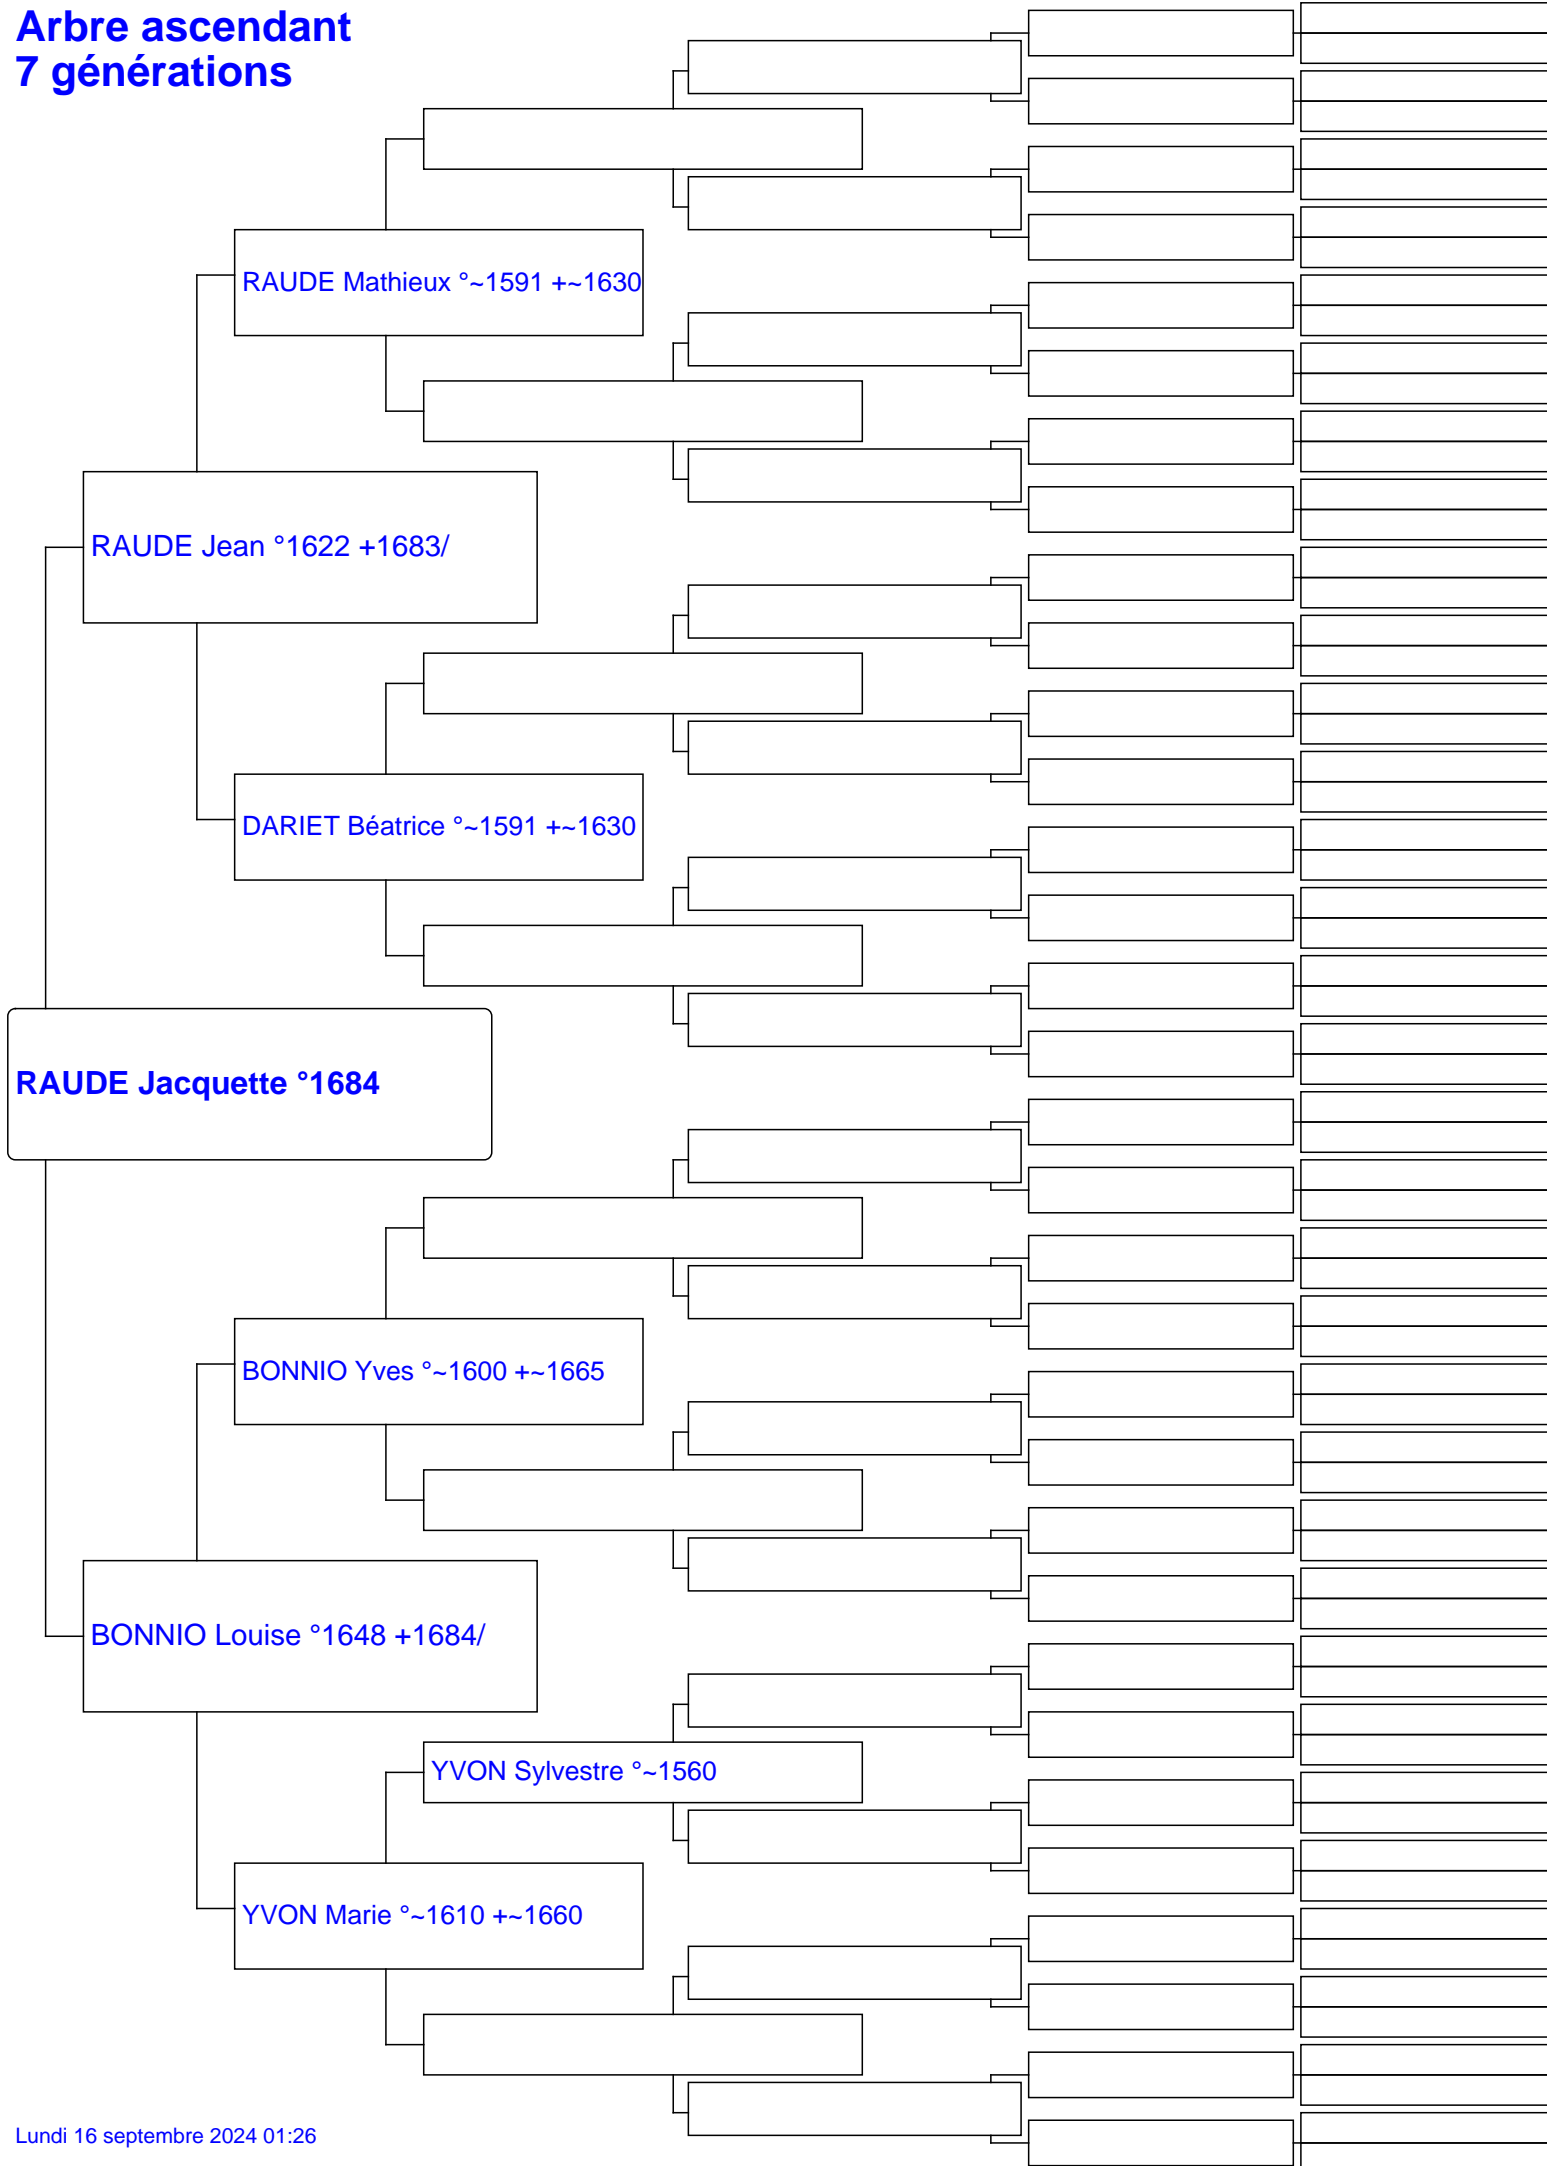 Arbre ascendant
7 générations
RAUDE Mathieux °~1591 +~1630
RAUDE Jean °1622 +1683/
DARIET Béatrice °~1591 +~1630
RAUDE Jacquette °1684
BONNIO Yves °~1600 +~1665
BONNIO Louise °1648 +1684/
YVON Sylvestre °~1560
YVON Marie °~1610 +~1660
Lundi 16 septembre 2024 01:26